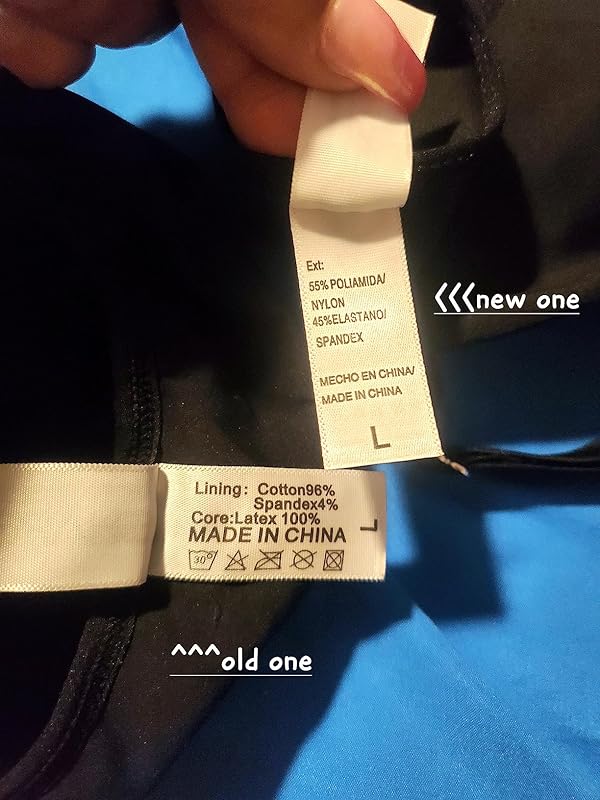 Ext:
55% POLIAMIDA/
NYLON
45%ELASTANO/
SPANDEX
MECHO EN CHINA/
MADE IN CHINA
L
<<<new one
Lining: Cotton96%
Spandex4%
Core:Latex 100%
MADE IN CHINA
L
30°
^^^old one